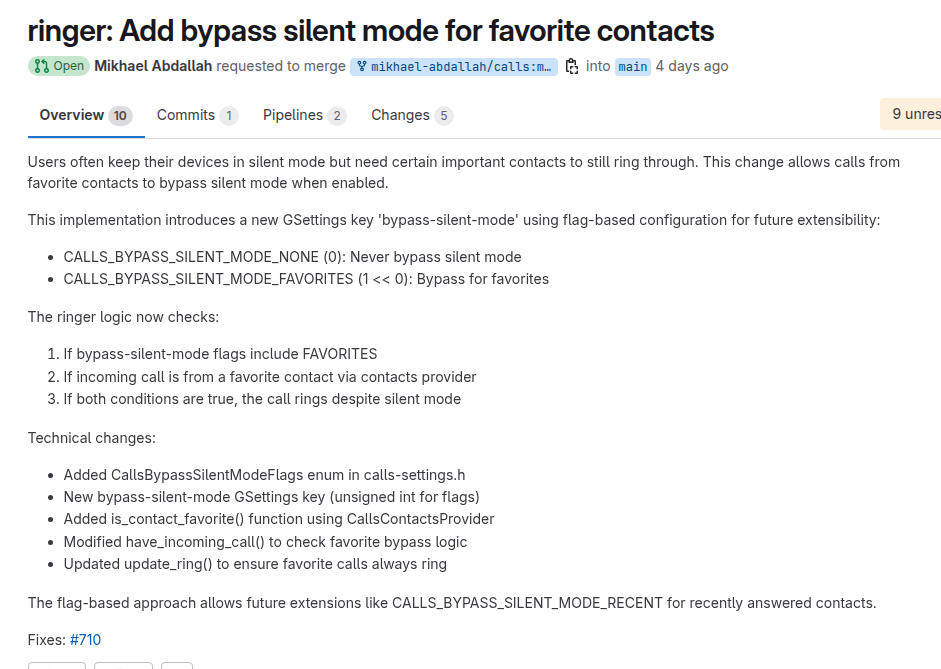 ringer: Add bypass silent mode for favorite contacts
Open Mikhael Abdallah requested to merge mikhael-abdallah/calls:m… into main 4 days ago
Overview 10 Commits 1 Pipelines 2 Changes 5 9 unres
Users often keep their devices in silent mode but need certain important contacts to still ring through. This change allows calls from
favorite contacts to bypass silent mode when enabled.
This implementation introduces a new GSettings key 'bypass-silent-mode' using flag-based configuration for future extensibility:
• CALLS_BYPASS_SILENT_MODE_NONE (0): Never bypass silent mode
• CALLS_BYPASS_SILENT_MODE_FAVORITES (1 << 0): Bypass for favorites
The ringer logic now checks:
1. If bypass-silent-mode flags include FAVORITES
2. If incoming call is from a favorite contact via contacts provider
3. If both conditions are true, the call rings despite silent mode
Technical changes:
• Added CallsBypassSilentModeFlags enum in calls-settings.h
• New bypass-silent-mode GSettings key (unsigned int for flags)
• Added is_contact_favorite() function using CallsContactsProvider
• Modified have_incoming_call() to check favorite bypass logic
• Updated update_ring() to ensure favorite calls always ring
The flag-based approach allows future extensions like CALLS_BYPASS_SILENT_MODE_RECENT for recently answered contacts.
Fixes: #710